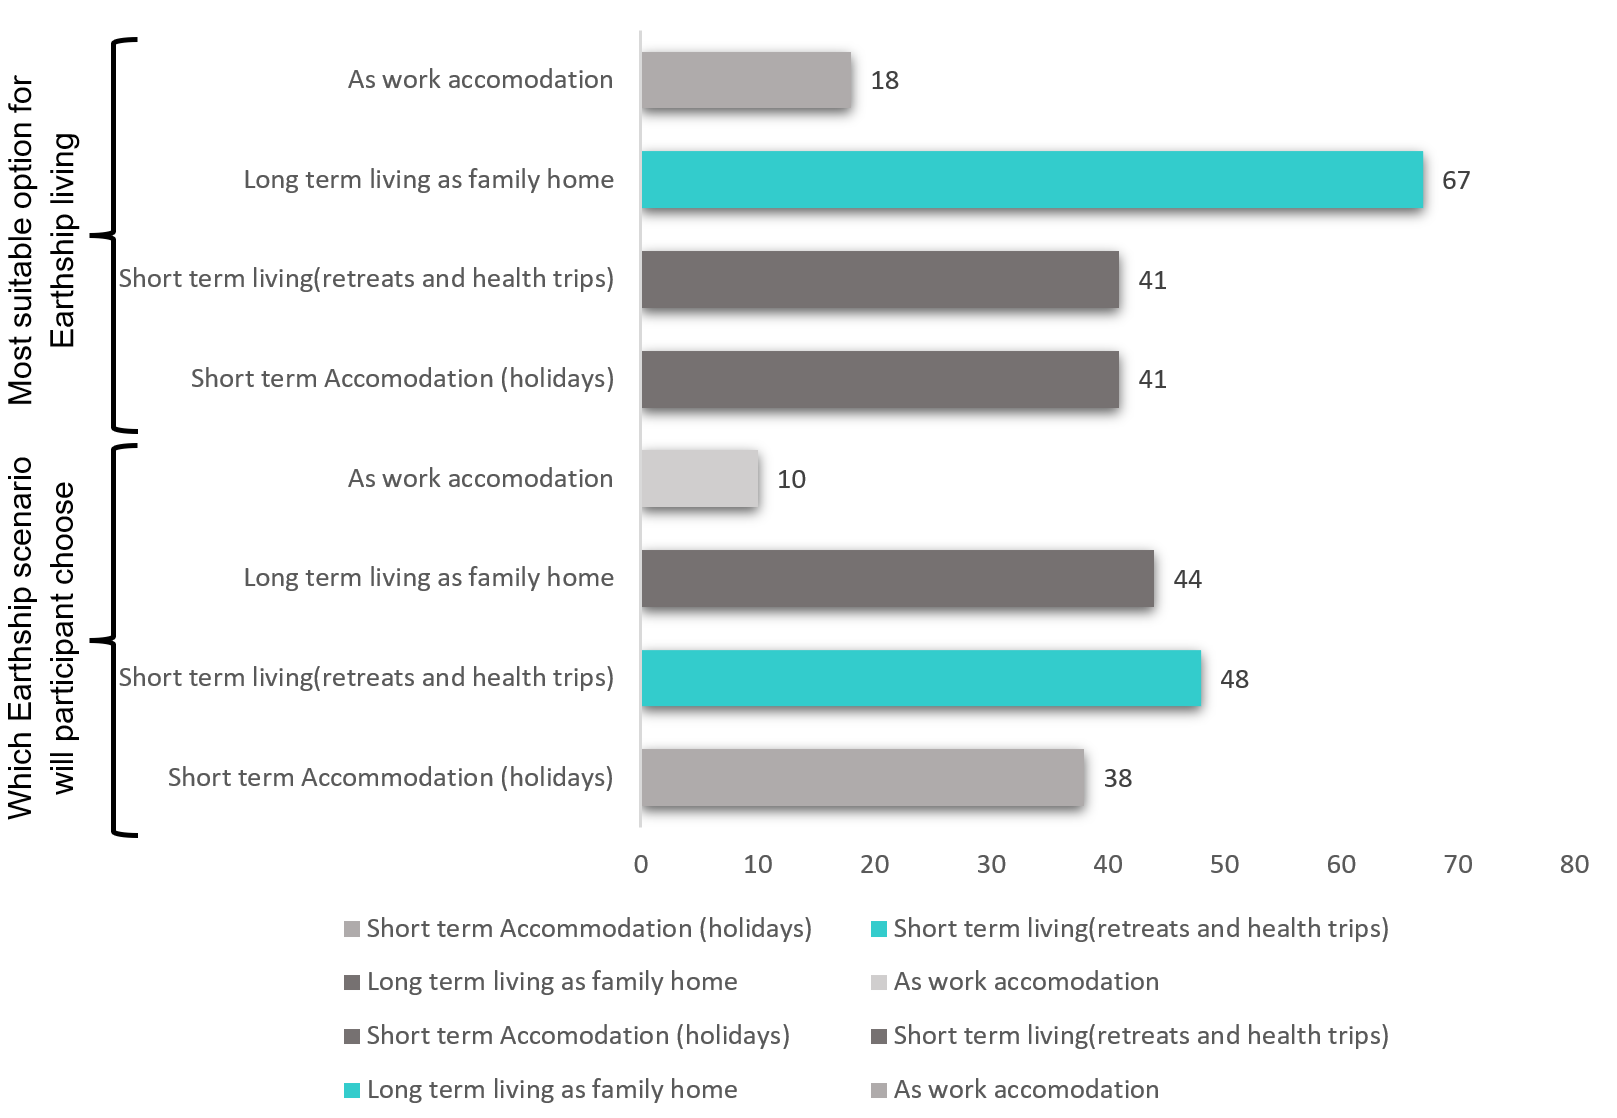 Most suitable option for
Earthship living
As work accomodation
18
Long term living as family home
67
Short term living(retreats and health trips)
41
Short term Accomodation (holidays)
41
Which Earthship scenario
will participant choose
As work accomodation
10
Long term living as family home
44
Short term living(retreats and health trips)
48
Short term Accommodation (holidays)
38
0 10 20 30 40 50 60 70 80
Short term Accommodation (holidays) Short term living(retreats and health trips)
Long term living as family home As work accomodation
Short term Accomodation (holidays) Short term living(retreats and health trips)
Long term living as family home As work accomodation